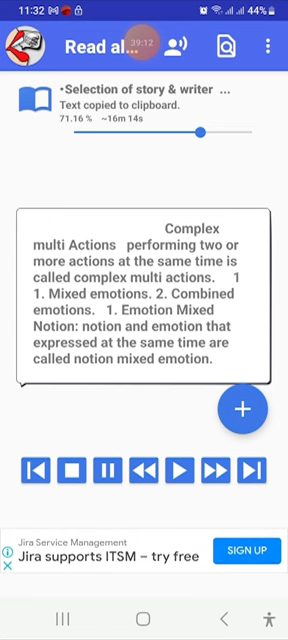 11:32 44%
Read al... 39:12
•Selection of story & writer ...
Text copied to clipboard.
71.16 % ~16m 14s
Complex
multi Actions performing two or
more actions at the same time is
called complex multi actions. 1
1. Mixed emotions. 2. Combined
emotions. 1. Emotion Mixed
Notion: notion and emotion that
expressed at the same time are
called notion mixed emotion.
+
Jira Service Management
Jira supports ITSM – try free
SIGN UP